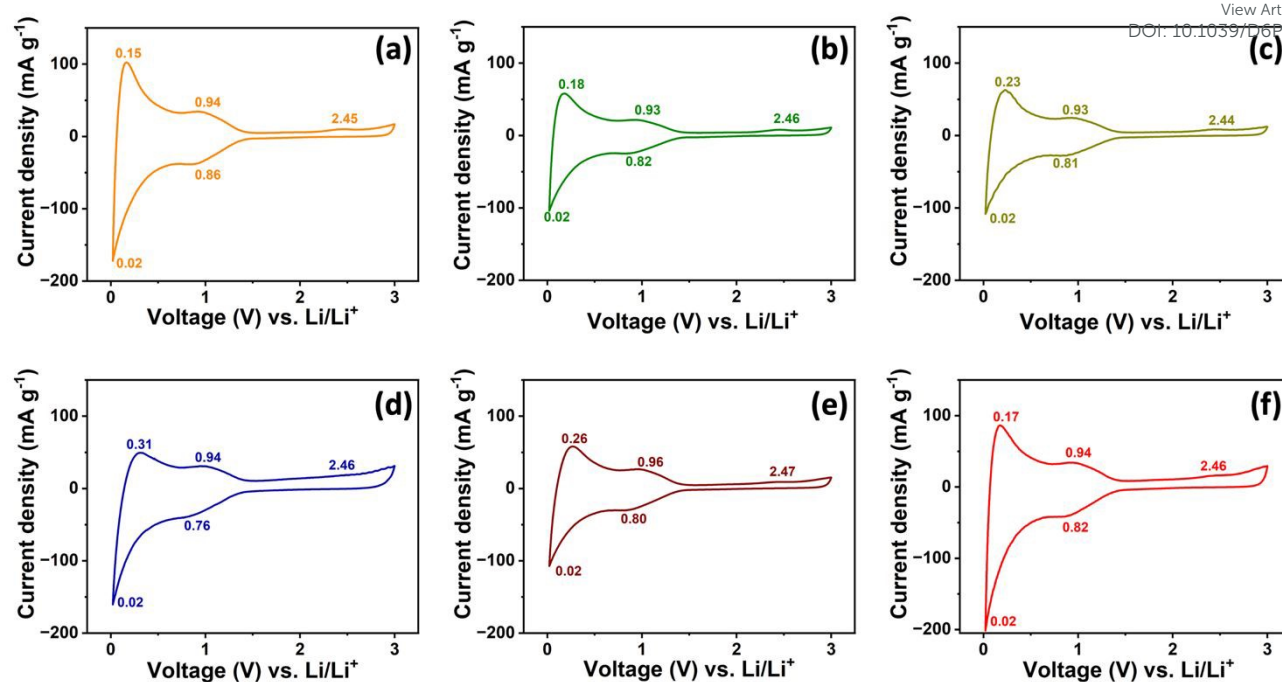 View Art
DOI: 10.1039/D6P
(a)
Current density (mA g⁻¹)
100
0
−100
−200
0.15
0.94
2.45
0.86
0.02
0 1 2 3
Voltage (V) vs. Li/Li⁺
(b)
Current density (mA g⁻¹)
100
0
−100
−200
0.18
0.93
2.46
0.82
0.02
0 1 2 3
Voltage (V) vs. Li/Li⁺
(c)
Current density (mA g⁻¹)
100
0
−100
−200
0.23
0.93
2.44
0.81
0.02
0 1 2 3
Voltage (V) vs. Li/Li⁺
(d)
Current density (mA g⁻¹)
100
0
−100
−200
0.31
0.94
2.46
0.76
0.02
0 1 2 3
Voltage (V) vs. Li/Li⁺
(e)
Current density (mA g⁻¹)
100
0
−100
−200
0.26
0.96
2.47
0.80
0.02
0 1 2 3
Voltage (V) vs. Li/Li⁺
(f)
Current density (mA g⁻¹)
100
0
−100
−200
0.17
0.94
2.46
0.82
0.02
0 1 2 3
Voltage (V) vs. Li/Li⁺